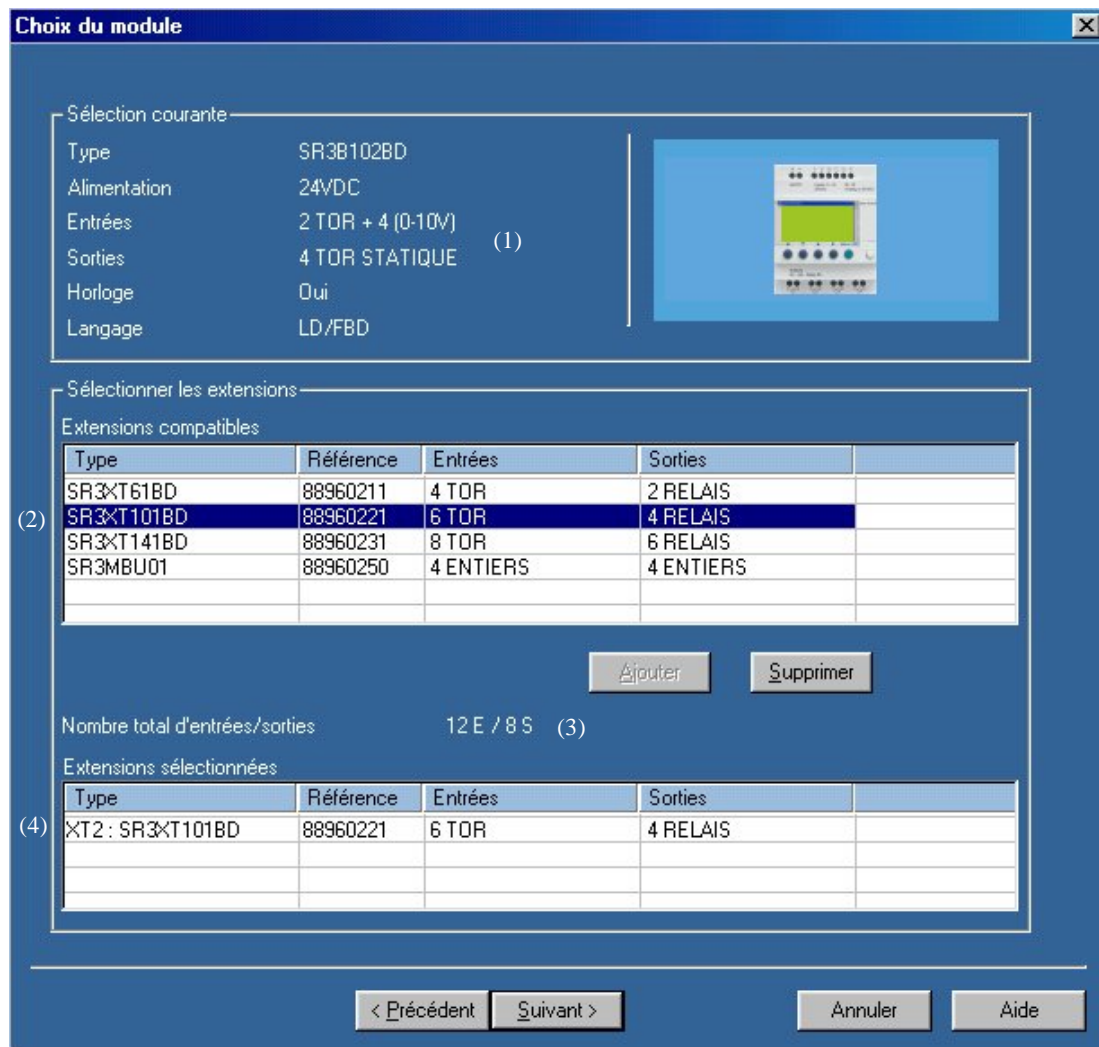 Choix du module
Sélection courante
Type SR3B102BD
Alimentation 24VDC
Entrées 2 TOR + 4 (0-10V)
(1)
Sorties 4 TOR STATIQUE
Horloge Oui
Langage LD/FBD
Sélectionner les extensions
Extensions compatibles
Type Référence Entrées Sorties
SR3XT61BD 88960211 4 TOR 2 RELAIS
(2) SR3XT101BD 88960221 6 TOR 4 RELAIS
SR3XT141BD 88960231 8 TOR 6 RELAIS
SR3MBU01 88960250 4 ENTIERS 4 ENTIERS
Ajouter Supprimer
Nombre total d'entrées/sorties 12 E / 8 S (3)
Extensions sélectionnées
Type Référence Entrées Sorties
(4) XT2 : SR3XT101BD 88960221 6 TOR 4 RELAIS
< Précédent Suivant > Annuler Aide